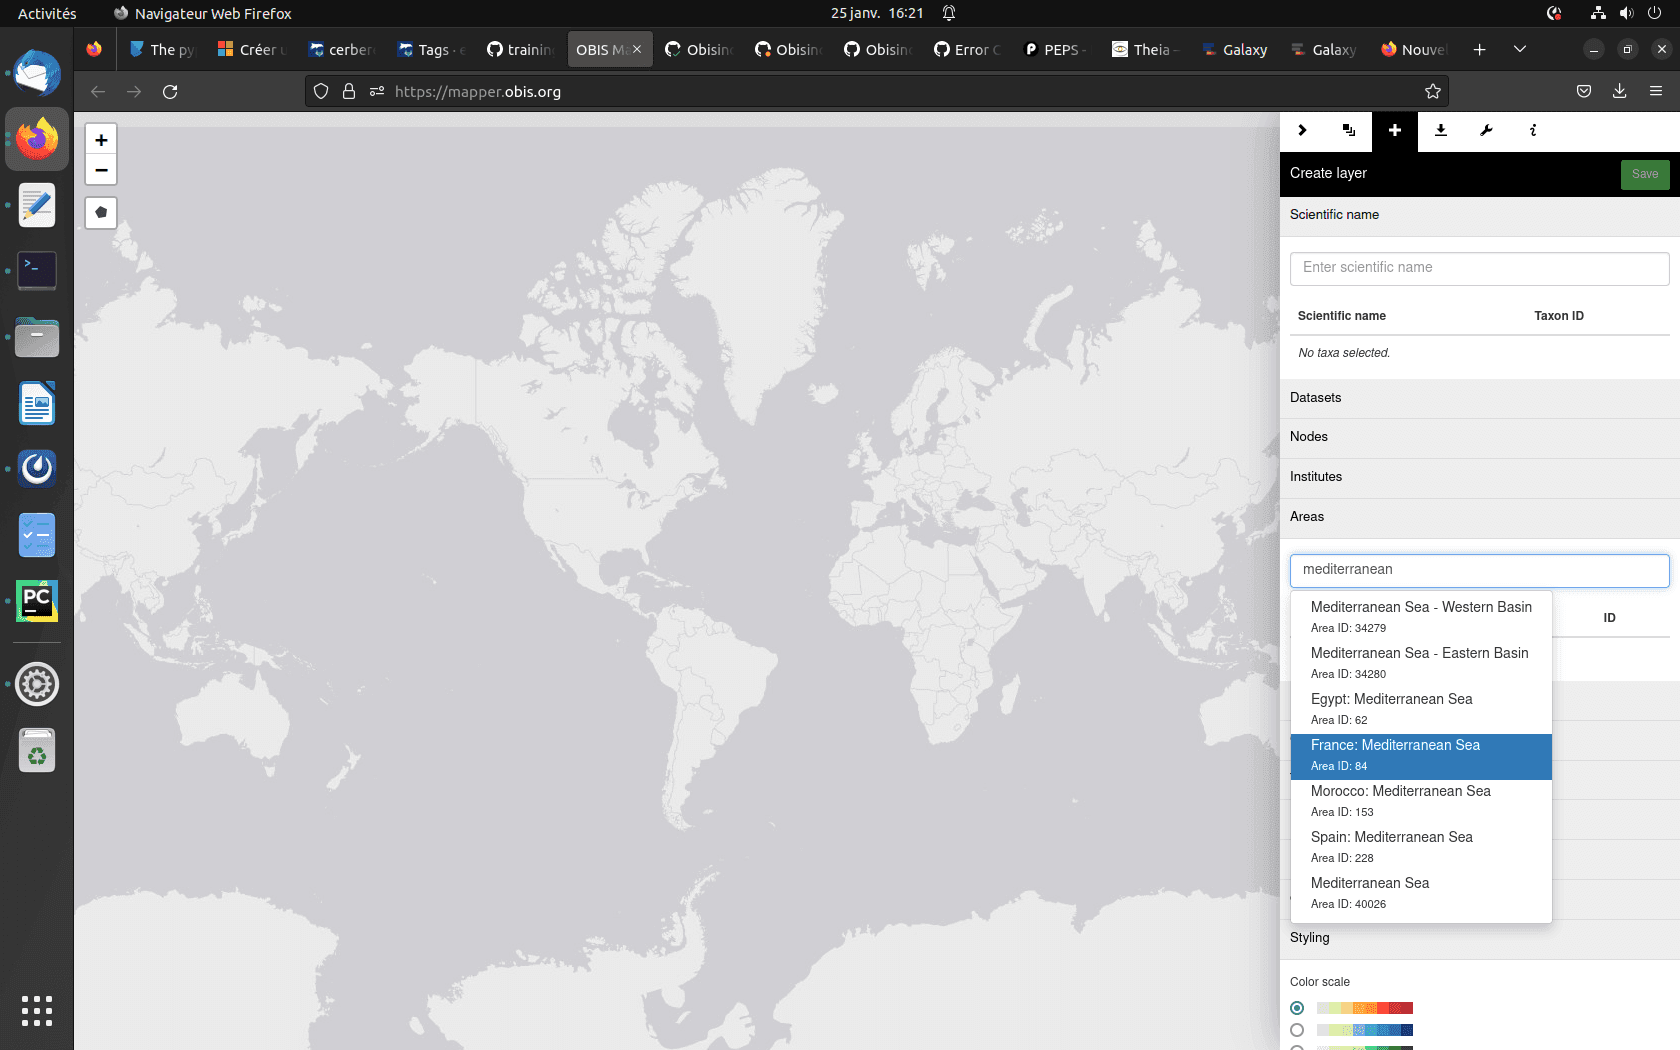 Activités
Navigateur Web Firefox
25 janv. 16:21
The py
Créer u
cerber
Tags · e
training
OBIS Ma
Obisind
Obisind
Obisind
Error C
PEPS -
Theia –
Galaxy
Galaxy
Nouvel
https://mapper.obis.org
+
−
Create layer
Save
Scientific name
Enter scientific name
Scientific name
Taxon ID
No taxa selected.
Datasets
Nodes
Institutes
Areas
mediterranean
ID
Mediterranean Sea - Western Basin
Area ID: 34279
Mediterranean Sea - Eastern Basin
Area ID: 34280
Egypt: Mediterranean Sea
Area ID: 62
France: Mediterranean Sea
Area ID: 84
Morocco: Mediterranean Sea
Area ID: 153
Spain: Mediterranean Sea
Area ID: 228
Mediterranean Sea
Area ID: 40026
Styling
Color scale
PC